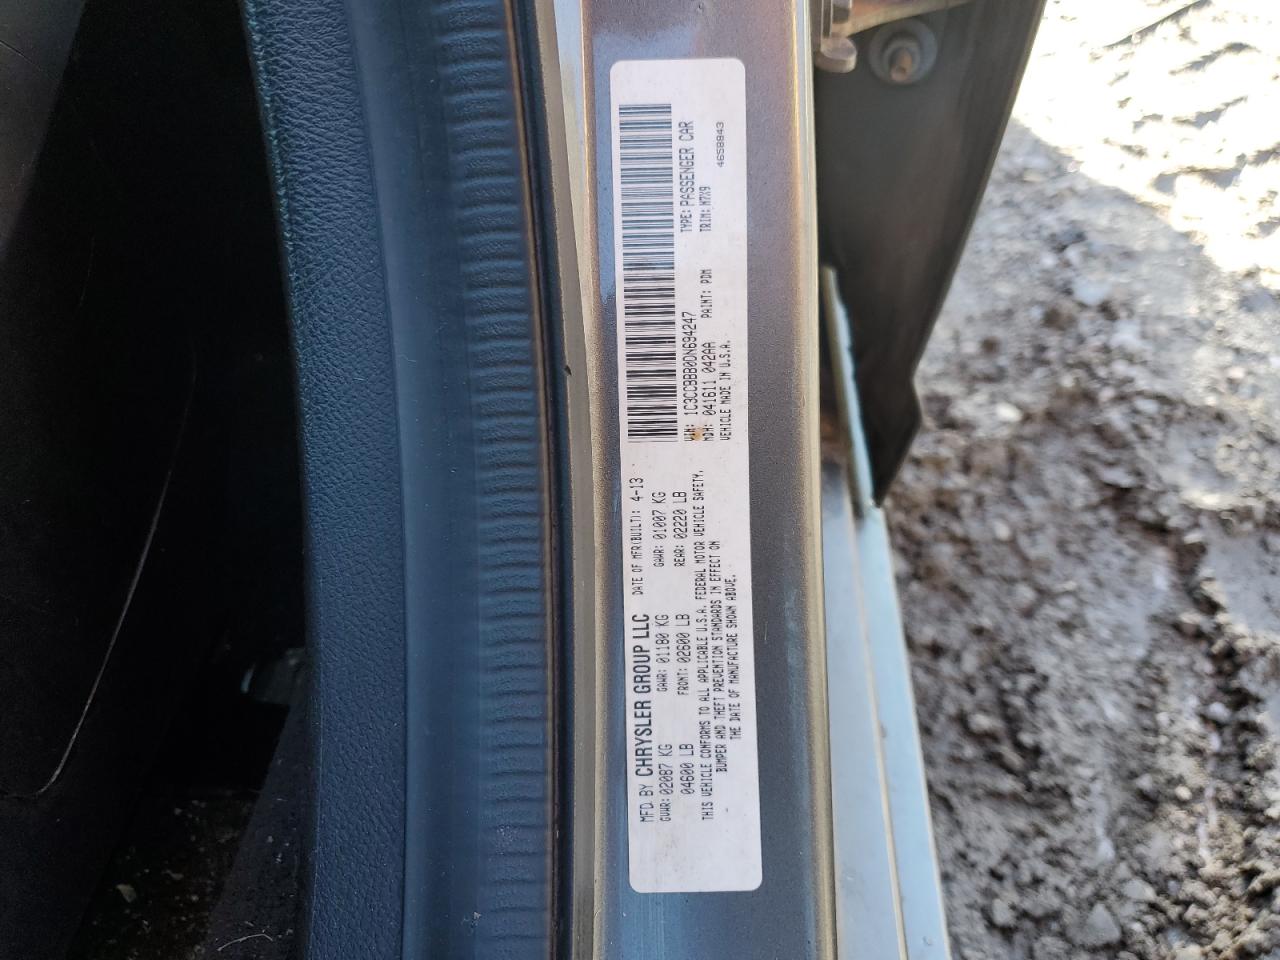 MFD BY CHRYSLER GROUP LLC DATE OF MFR(BUILT): 4-13
GVWR: 02087 KG GAWR: 01180 KG GAWR: 01007 KG
04600 LB FRONT: 02600 LB REAR: 02220 LB
THIS VEHICLE CONFORMS TO ALL APPLICABLE U.S.A. FEDERAL MOTOR VEHICLE SAFETY,
BUMPER AND THEFT PREVENTION STANDARDS IN EFFECT ON
THE DATE OF MANUFACTURE SHOWN ABOVE.
VIN: 1C3CCBBB0DN694247 TYPE: PASSENGER CAR
MDH: 041611 042AA PAINT: PDM TRIM: M7X9
VEHICLE MADE IN U.S.A. 4658843